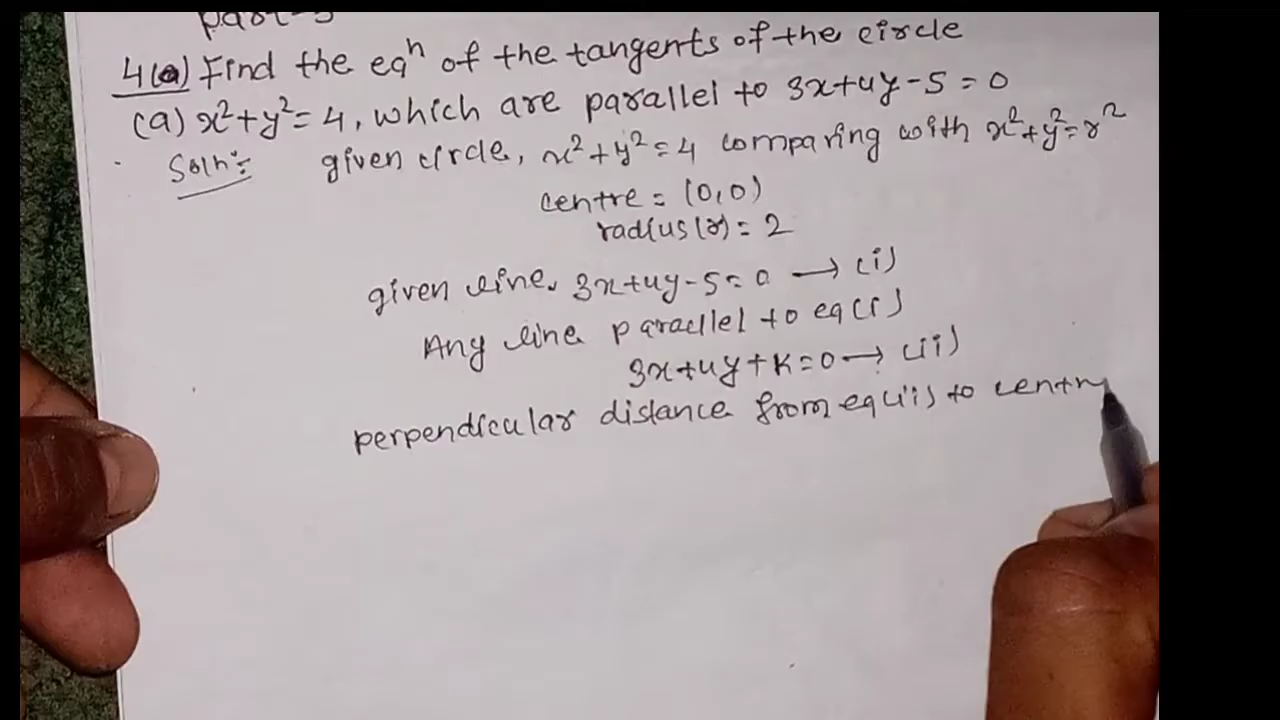 part-5
4(a) Find the eqⁿ of the tangents of the circle
(a) x²+y²=4, which are parallel to 3x+4y-5=0
Solⁿ:- given circle, x²+y²=4 comparing with x²+y²=r²
centre = (0,0)
radius(r)= 2
given line, 3x+4y-5=0 → (i)
Any line parallel to eq(i)
3x+4y+k=0 → (ii)
perpendicular distance from eq(ii) to centr